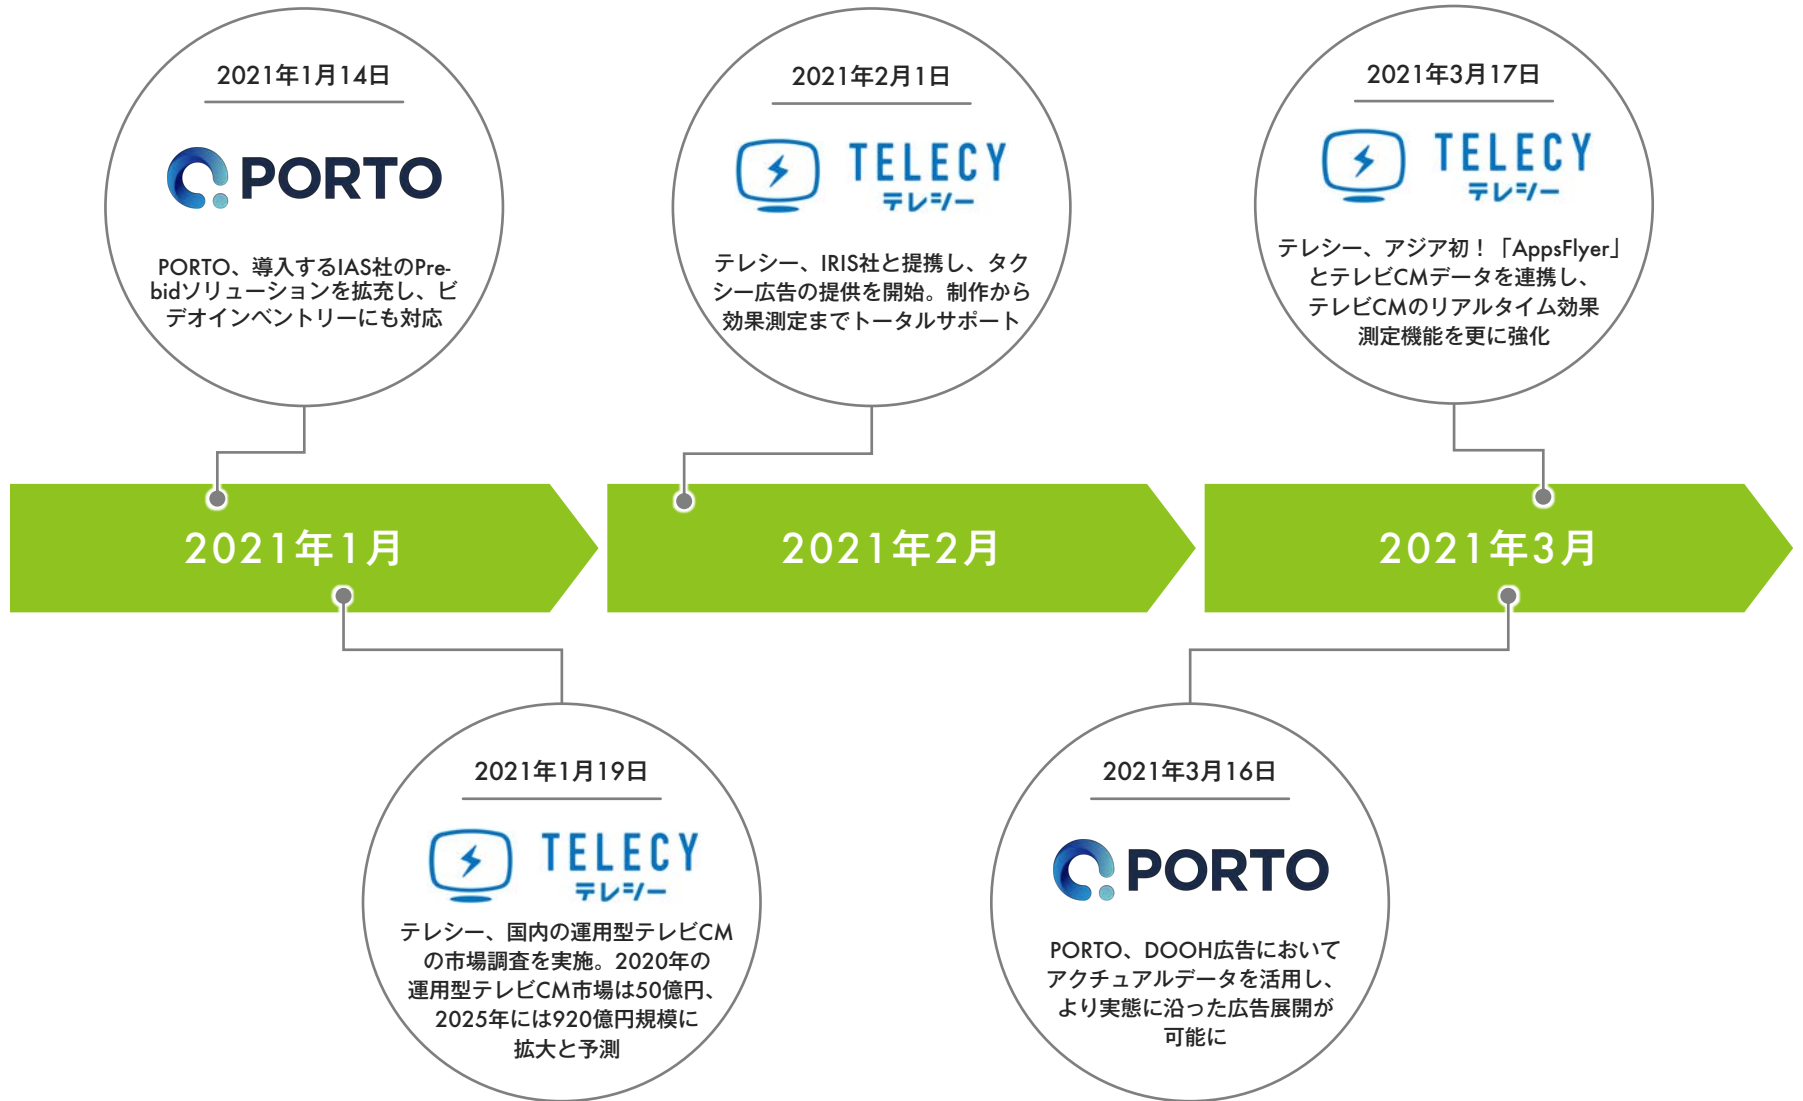 2021年1月14日
PORTO
PORTO、導入するIAS社のPre-
bidソリューションを拡充し、ビ
デオインベントリーにも対応
2021年2月1日
TELECY
テレシー
テレシー、IRIS社と提携し、タク
シー広告の提供を開始。制作から
効果測定までトータルサポート
2021年3月17日
TELECY
テレシー
テレシー、アジア初！「AppsFlyer」
とテレビCMデータを連携し、
テレビCMのリアルタイム効果
測定機能を更に強化
2021年1月
2021年2月
2021年3月
2021年1月19日
TELECY
テレシー
テレシー、国内の運用型テレビCM
の市場調査を実施。2020年の
運用型テレビCM市場は50億円、
2025年には920億円規模に
拡大と予測
2021年3月16日
PORTO
PORTO、DOOH広告において
アクチュアルデータを活用し、
より実態に沿った広告展開が
可能に